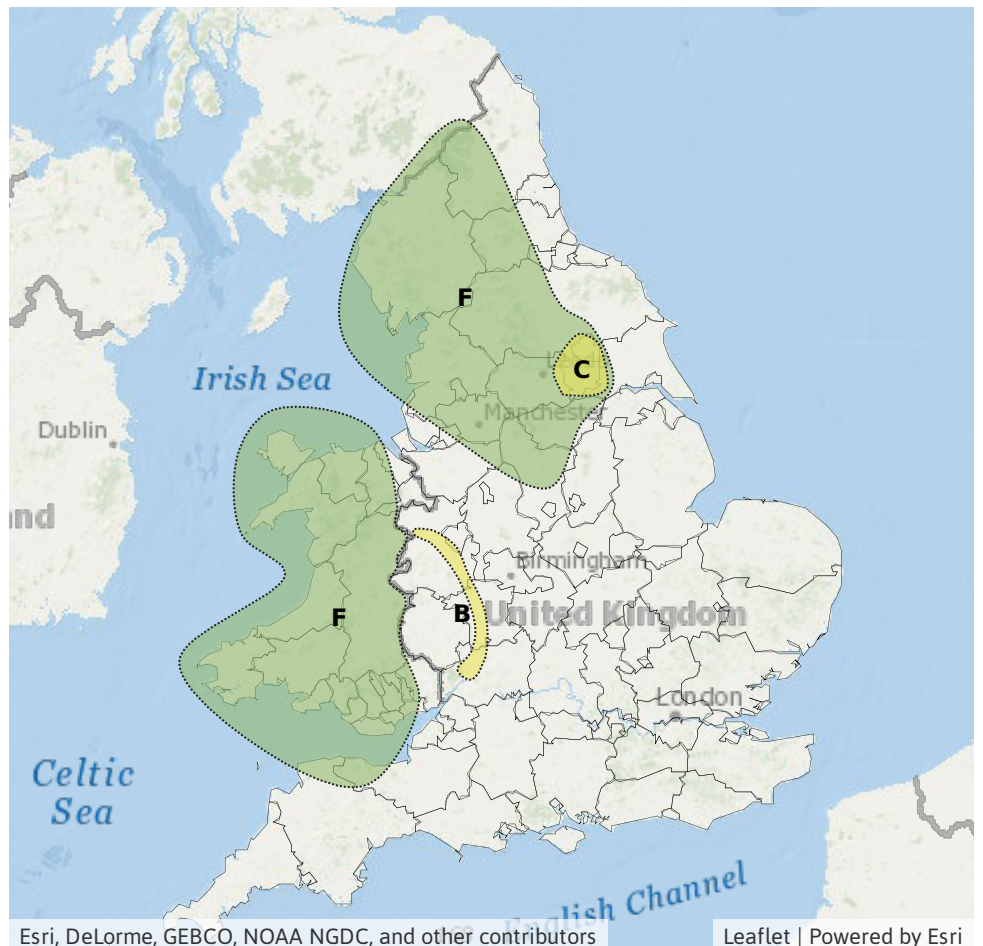 F
C
Irish Sea
Manchester
Dublin
and
Birmingham
B
United Kingdom
F
London
Celtic
Sea
English Channel
Esri, DeLorme, GEBCO, NOAA NGDC, and other contributors
Leaflet | Powered by Esri